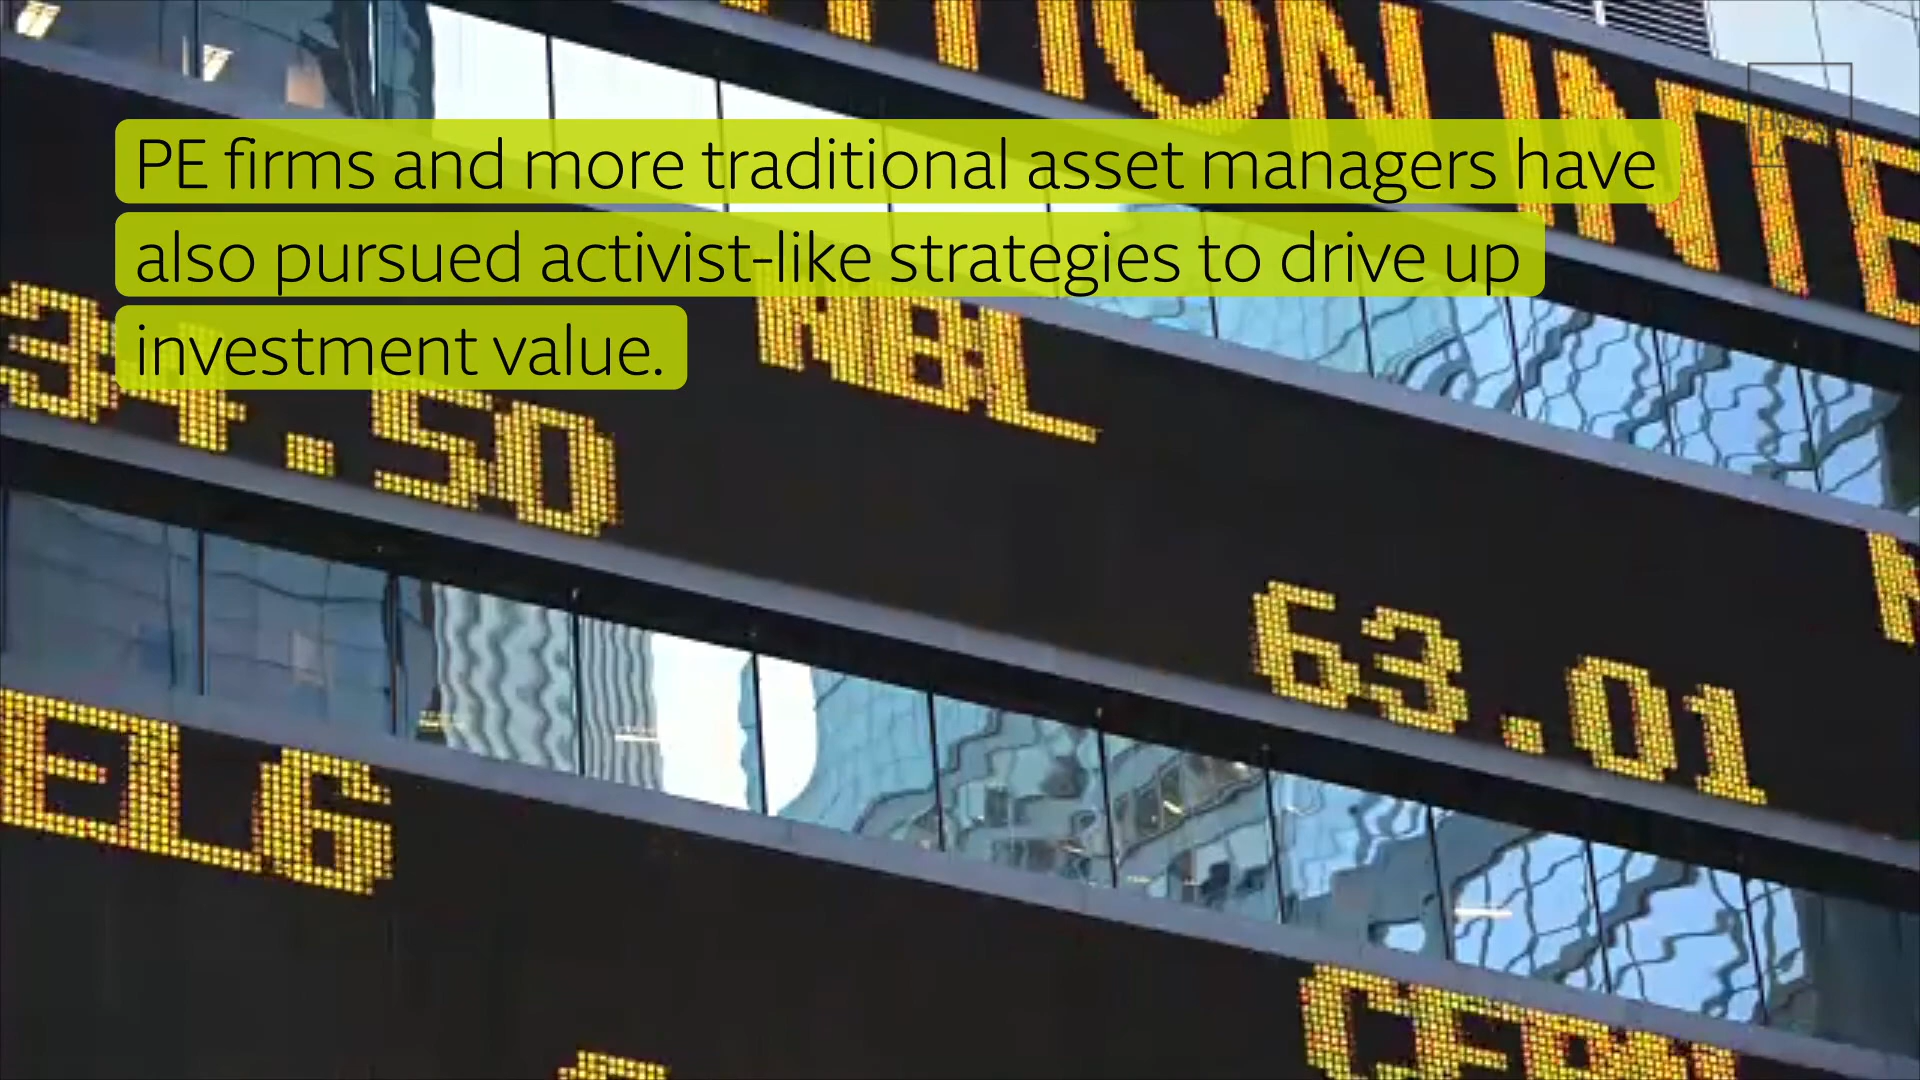 PE firms and more traditional asset managers have
also pursued activist-like strategies to drive up
investment value.
34.50
63.01